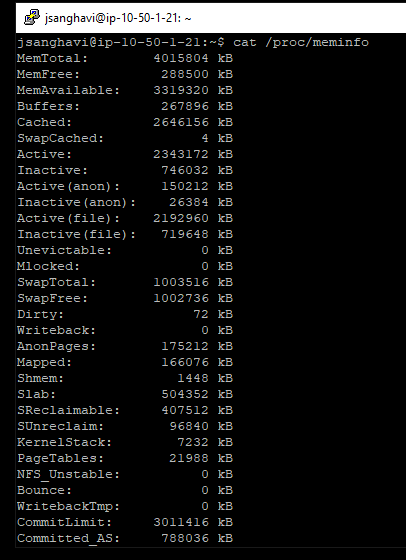 jsanghavi@ip-10-50-1-21: ~
jsanghavi@ip-10-50-1-21:~$ cat /proc/meminfo
MemTotal:        4015804 kB
MemFree:          288500 kB
MemAvailable:    3319320 kB
Buffers:          267896 kB
Cached:          2646156 kB
SwapCached:            4 kB
Active:          2343172 kB
Inactive:         746032 kB
Active(anon):     150212 kB
Inactive(anon):    26384 kB
Active(file):    2192960 kB
Inactive(file):   719648 kB
Unevictable:           0 kB
Mlocked:               0 kB
SwapTotal:       1003516 kB
SwapFree:        1002736 kB
Dirty:                72 kB
Writeback:             0 kB
AnonPages:        175212 kB
Mapped:           166076 kB
Shmem:              1448 kB
Slab:             504352 kB
SReclaimable:     407512 kB
SUnreclaim:        96840 kB
KernelStack:        7232 kB
PageTables:        21988 kB
NFS_Unstable:          0 kB
Bounce:                0 kB
WritebackTmp:          0 kB
CommitLimit:     3011416 kB
Committed_AS:     788036 kB